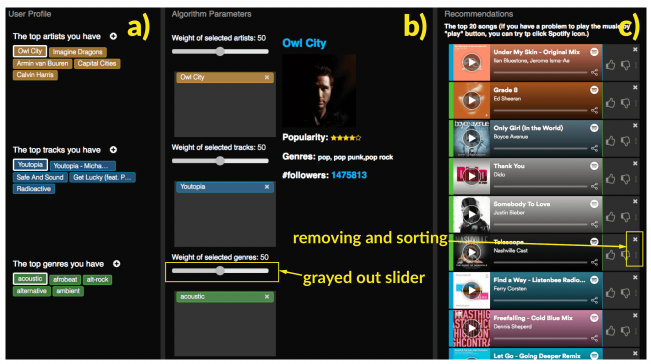 User Profile
a)
The top artists you have
Owl City
Imagine Dragons
Armin van Buuren
Capital Cities
Calvin Harris
The top tracks you have
Youtopia
Youtopia - Micha...
Safe And Sound
Get Lucky (feat. P...
Radioactive
The top genres you have
acoustic
afrobeat
alt-rock
alternative
ambient
Algorithm Parameters
b)
Weight of selected artists: 50
Owl City ×
Weight of selected tracks: 50
Youtopia ×
Weight of selected genres: 50
grayed out slider
acoustic ×
Owl City
Popularity: ★★★★☆
Genres: pop, pop punk,pop rock
#followers: 1475813
Recommendations
c)
The top 20 songs (If you have a problem to play the music by
"play" button, you can try to click Spotify icon.)
Under My Skin - Original Mix
Ilan Bluestone, Jerome Isma-Ae
Grade 8
Ed Sheeran
Only Girl (In the World)
Boyce Avenue
Thank You
Dido
Somebody To Love
Justin Bieber
removing and sorting
Telescope
Nashville Cast
Find a Way - Listenbee Radio...
Ferry Corsten
Freefalling - Cold Blue Mix
Dennis Sheperd
Let Go - Going Deeper Remix